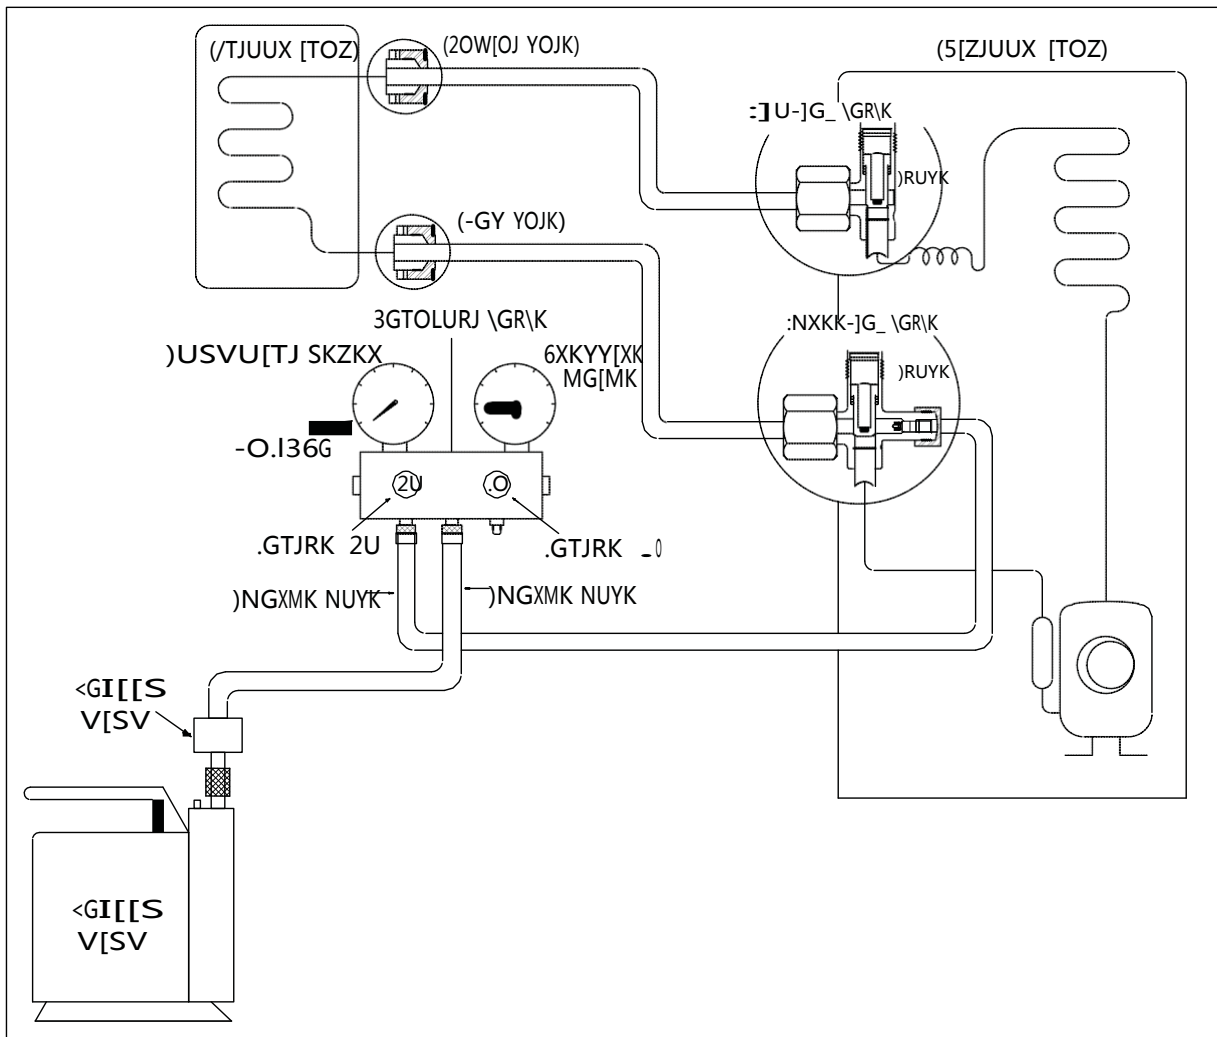 (/TJUUX [TOZ)
(2OW[OJ YOJK)
(5[ZJUUX [TOZ)
:]U-]G_ \GR\K
)RUYK
(-GY YOJK)
3GTOLURJ \GR\K
:NXKK-]G_ \GR\K
)USVU[TJ SKZKX
6XKYY[XK
MG[MK
)RUYK
-O.l36G
2U
.O
.GTJRK 2U
.GTJRK _0
)NGXMK NUYK
)NGXMK NUYK
<GI[[S
V[SV
<GI[[S
V[SV